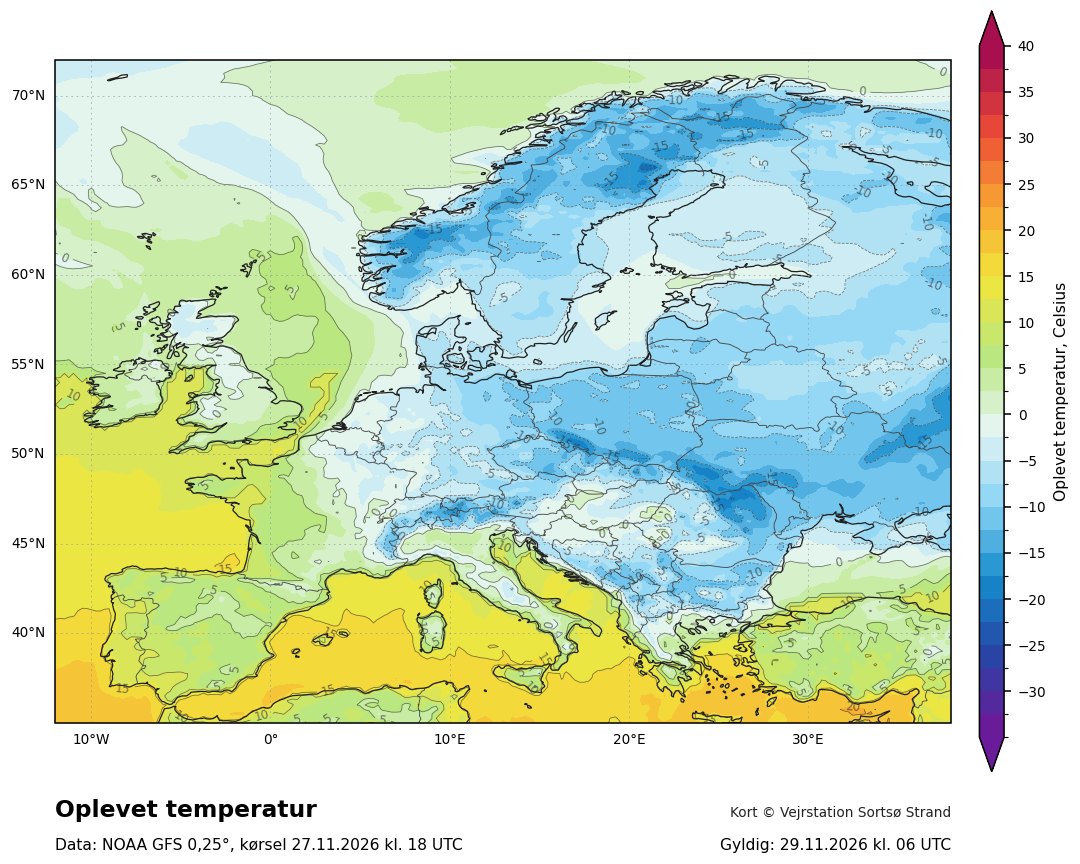 40
35
30
25
20
15
10
5
0
−5
−10
−15
−20
−25
−30
Oplevet temperatur, Celsius
70°N
65°N
60°N
55°N
50°N
45°N
40°N
10°W
0°
10°E
20°E
30°E
Oplevet temperatur
Kort © Vejrstation Sortsø Strand
Data: NOAA GFS 0,25°, kørsel 27.11.2026 kl. 18 UTC
Gyldig: 29.11.2026 kl. 06 UTC